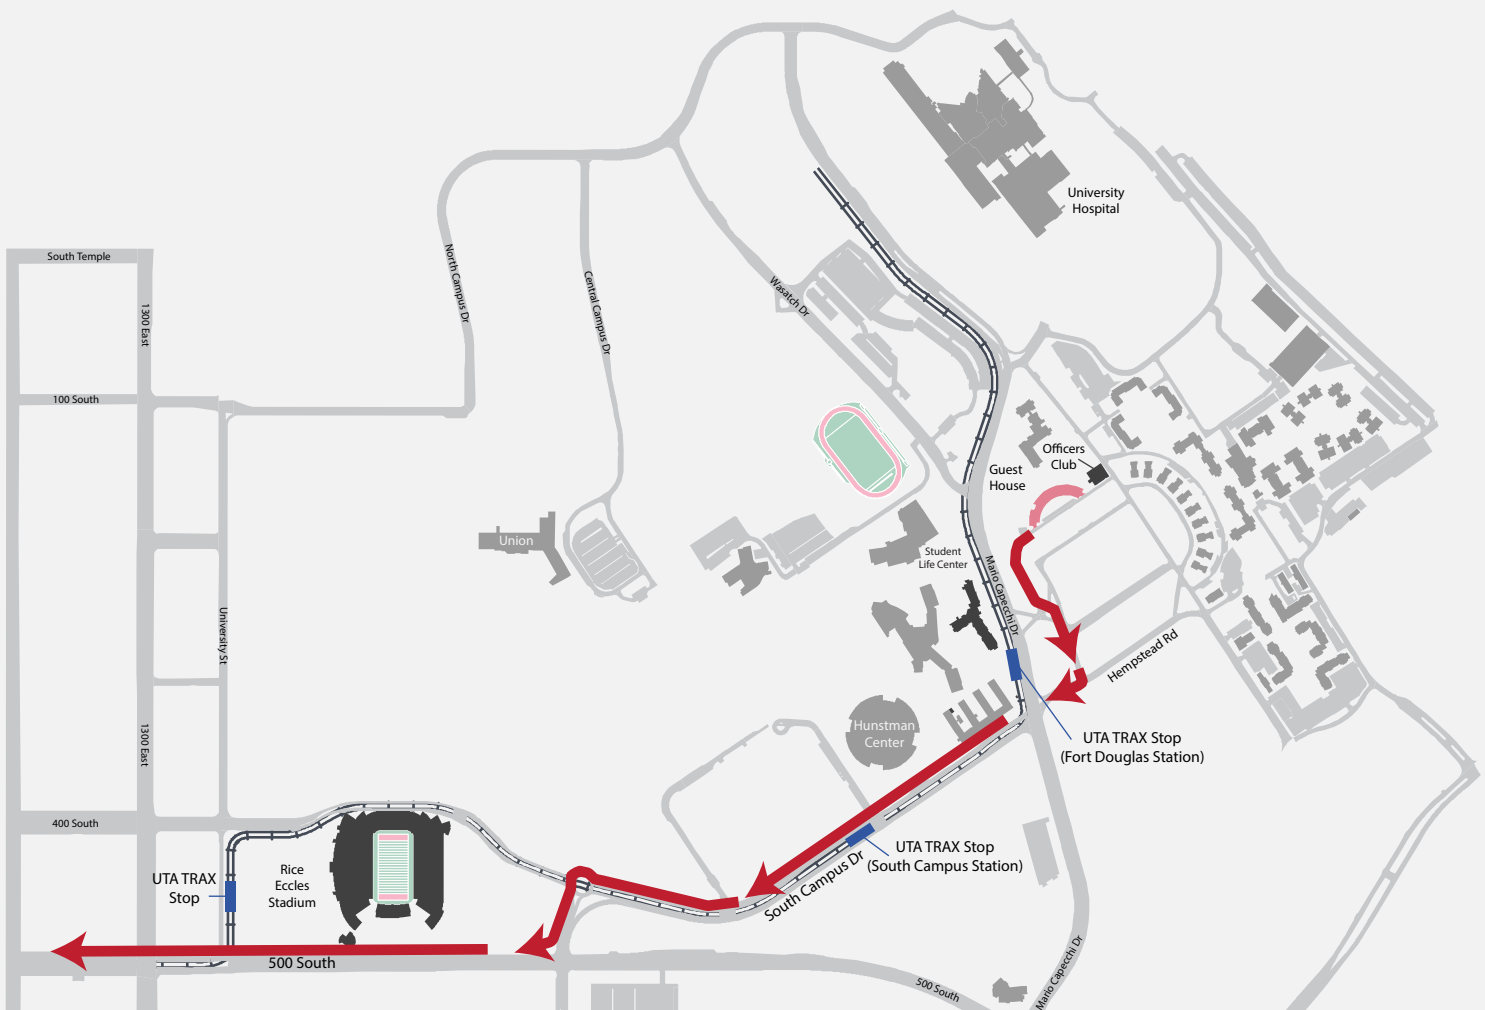 University
Hospital
South Temple
1300 East
North Campus Dr
Central Campus Dr
Wasatch Dr
100 South
Officers
Club
Guest
House
Union
Student
Life Center
Mario Capecchi Dr
University St
Hempstead Rd
1300 East
Hunstman
Center
UTA TRAX Stop
(Fort Douglas Station)
400 South
UTA TRAX Stop
(South Campus Station)
South Campus Dr
UTA TRAX
Stop
Rice
Eccles
Stadium
500 South
500 South
Mario Capecchi Dr